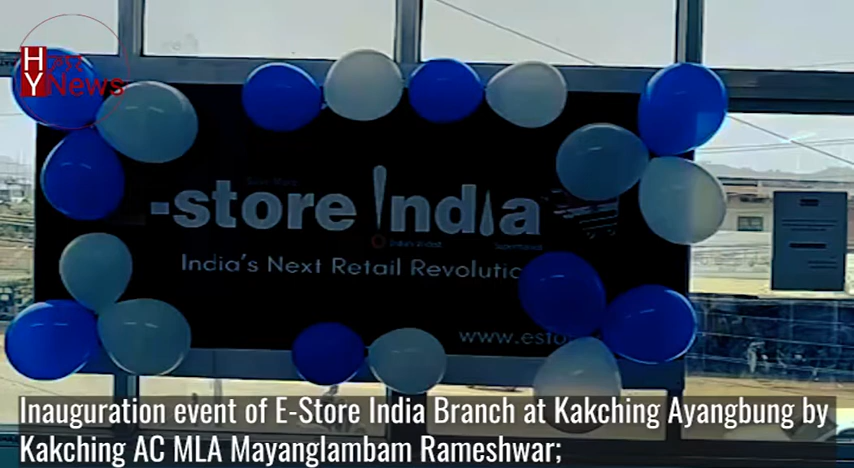 HY News
-store India
India's Next Retail Revolutio
www.esto
Inauguration event of E-Store India Branch at Kakching Ayangbung by
Kakching AC MLA Mayanglambam Rameshwar;